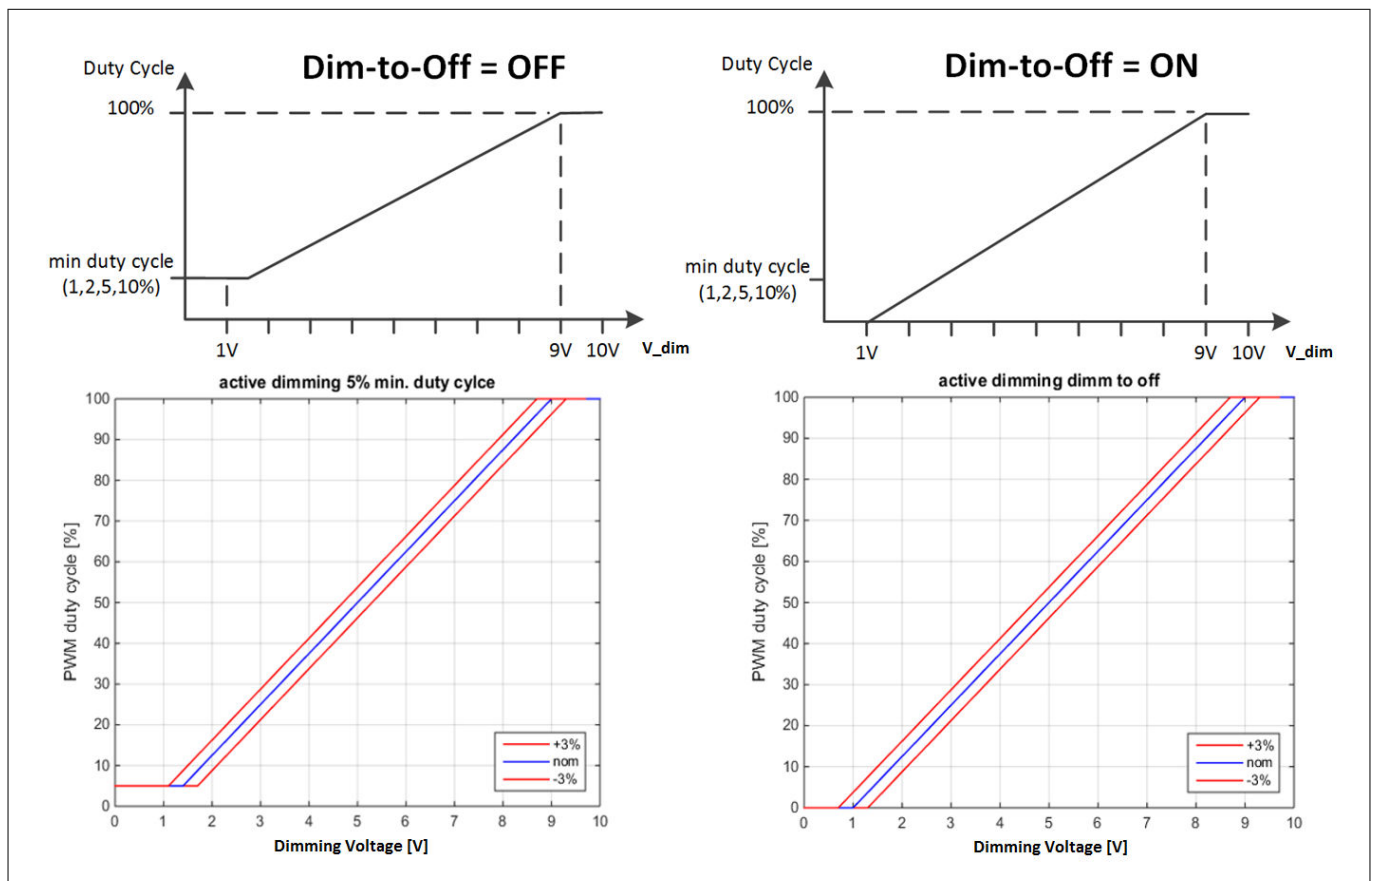 Dim-to-Off = OFF
Duty Cycle
100%
min duty cycle
(1,2,5,10%)
1V
9V
10V
V_dim
Dim-to-Off = ON
Duty Cycle
100%
min duty cycle
(1,2,5,10%)
1V
9V
10V
V_dim
active dimming 5% min. duty cylce
PWM duty cycle [%]
100
90
80
70
60
50
40
30
20
10
0
0 1 2 3 4 5 6 7 8 9 10
Dimming Voltage [V]
+3%
nom
-3%
active dimming dimm to off
PWM duty cycle [%]
100
90
80
70
60
50
40
30
20
10
0
0 1 2 3 4 5 6 7 8 9 10
Dimming Voltage [V]
+3%
nom
-3%